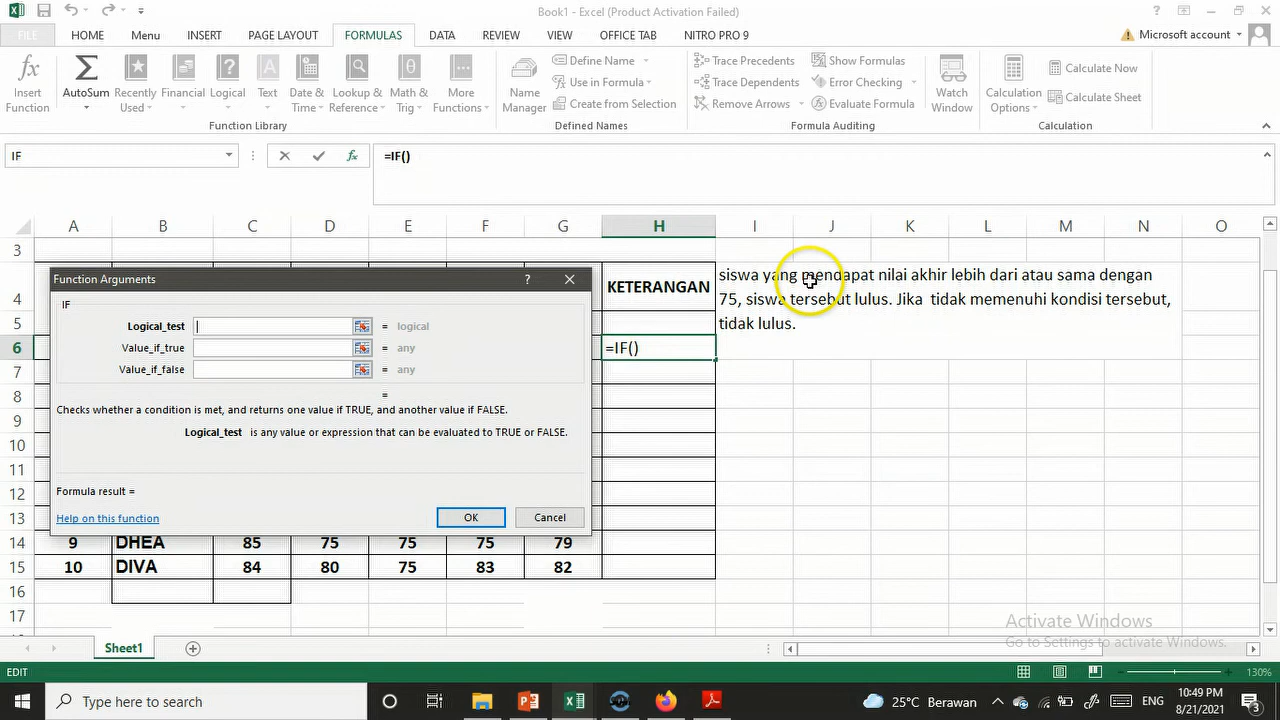 Book1 - Excel (Product Activation Failed)
FILE HOME Menu INSERT PAGE LAYOUT FORMULAS DATA REVIEW VIEW OFFICE TAB NITRO PRO 9 Microsoft account
Insert Function
AutoSum
Recently Used
Financial
Logical
Text
Date & Time
Lookup & Reference
Math & Trig
More Functions
Function Library
Name Manager
Define Name
Use in Formula
Create from Selection
Defined Names
Trace Precedents
Trace Dependents
Remove Arrows
Show Formulas
Error Checking
Evaluate Formula
Formula Auditing
Watch Window
Calculation Options
Calculate Now
Calculate Sheet
Calculation
IF fx =IF()
A B C D E F G H I J K L M N O
3
4 KETERANGAN
siswa yang mendapat nilai akhir lebih dari atau sama dengan
75, siswa tersebut lulus. Jika tidak memenuhi kondisi tersebut,
tidak lulus.
5
6 =IF()
7
8
9
10
11
12
13
Function Arguments ?
IF
Logical_test = logical
Value_if_true = any
Value_if_false = any
=
Checks whether a condition is met, and returns one value if TRUE, and another value if FALSE.
Logical_test is any value or expression that can be evaluated to TRUE or FALSE.
Formula result =
Help on this function OK Cancel
14 9 DHEA 85 75 75 75 79
15 10 DIVA 84 80 75 83 82
16
17
Activate Windows
Go to Settings to activate Windows.
Sheet1
EDIT 130%
Type here to search
25°C Berawan
ENG
10:49 PM
8/21/2021
3